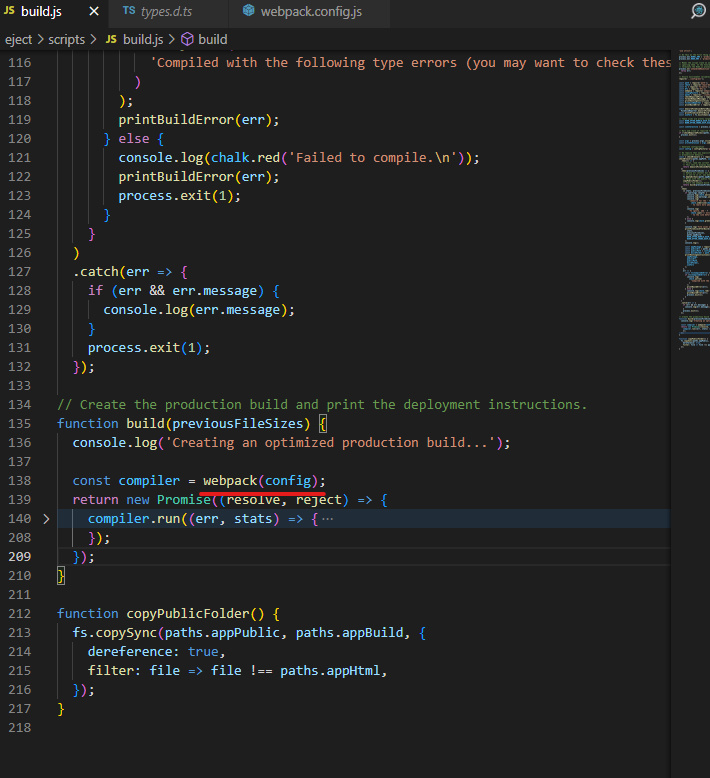 JS build.js ×
TS types.d.ts
webpack.config.js
eject > scripts > JS build.js > build
116 'Compiled with the following type errors (you may want to check thes
117 )
118 );
119 printBuildError(err);
120 } else {
121 console.log(chalk.red('Failed to compile.\n'));
122 printBuildError(err);
123 process.exit(1);
124 }
125 }
126 )
127 .catch(err => {
128 if (err && err.message) {
129 console.log(err.message);
130 }
131 process.exit(1);
132 });
133
134 // Create the production build and print the deployment instructions.
135 function build(previousFileSizes) {
136 console.log('Creating an optimized production build...');
137
138 const compiler = webpack(config);
139 return new Promise((resolve, reject) => {
140 > compiler.run((err, stats) => { ···
208 });
209 });
210 }
211
212 function copyPublicFolder() {
213 fs.copySync(paths.appPublic, paths.appBuild, {
214 dereference: true,
215 filter: file => file !== paths.appHtml,
216 });
217 }
218